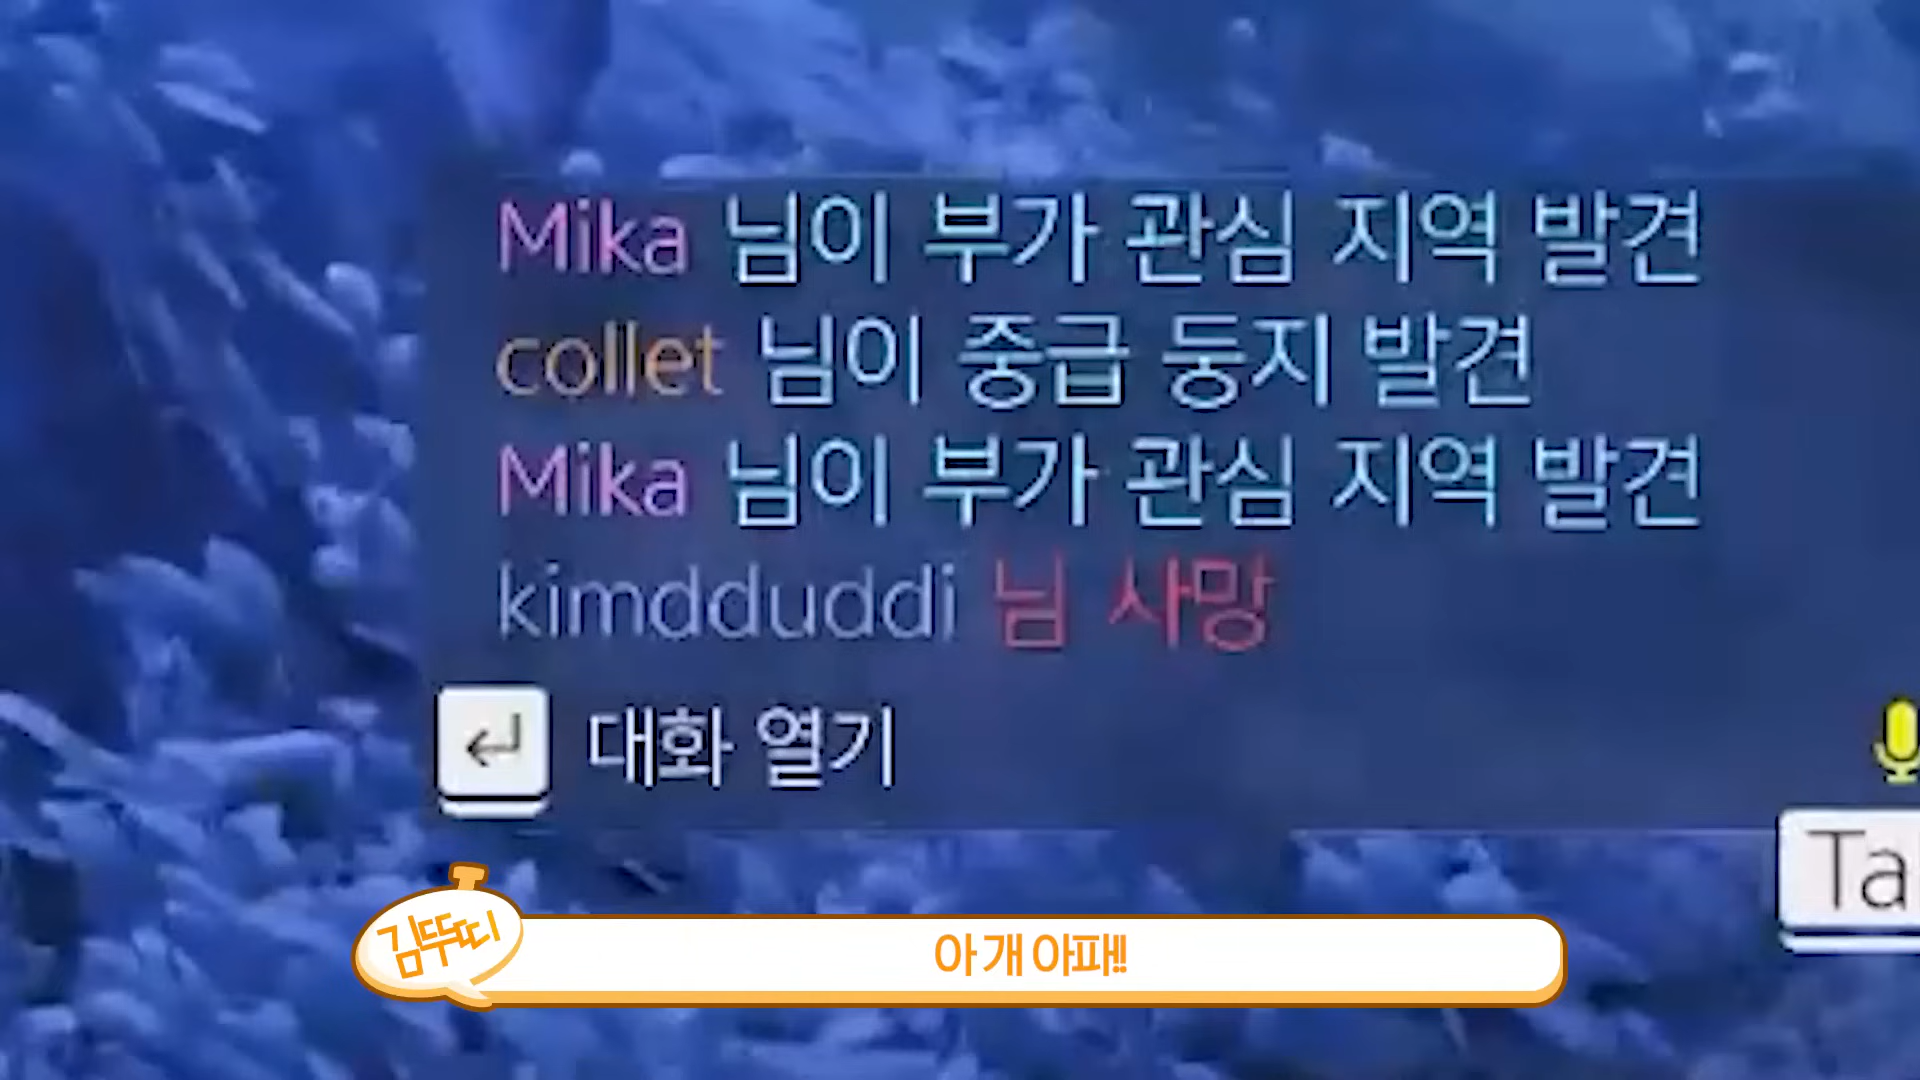 Mika 님이 부가 관심 지역 발견
collet 님이 중급 둥지 발견
Mika 님이 부가 관심 지역 발견
kimdduddi 님 사망
대화 열기
Ta
김뚜띠
아 개 아파!!